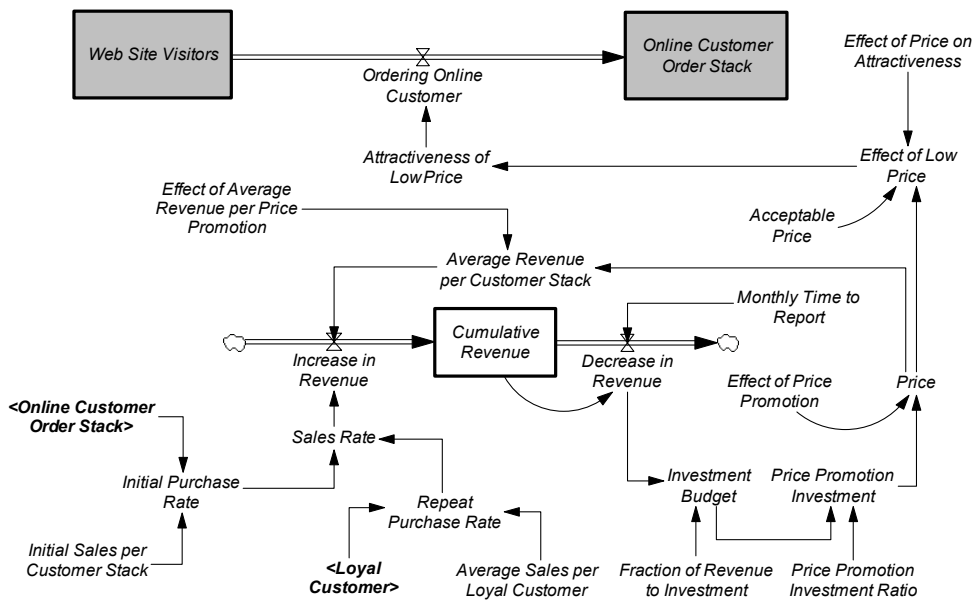 Web Site Visitors
Online Customer
Order Stack
Effect of Price on
Attractiveness
Ordering Online
Customer
Attractiveness of
Low Price
Effect of Low
Price
Effect of Average
Revenue per Price
Promotion
Acceptable
Price
Average Revenue
per Customer Stack
Monthly Time to
Report
Cumulative
Revenue
Increase in
Revenue
Decrease in
Revenue
Effect of Price
Promotion
Price
<Online Customer
Order Stack>
Sales Rate
Initial Purchase
Rate
Repeat
Purchase Rate
Investment
Budget
Price Promotion
Investment
Initial Sales per
Customer Stack
<Loyal
Customer>
Average Sales per
Loyal Customer
Fraction of Revenue
to Investment
Price Promotion
Investment Ratio